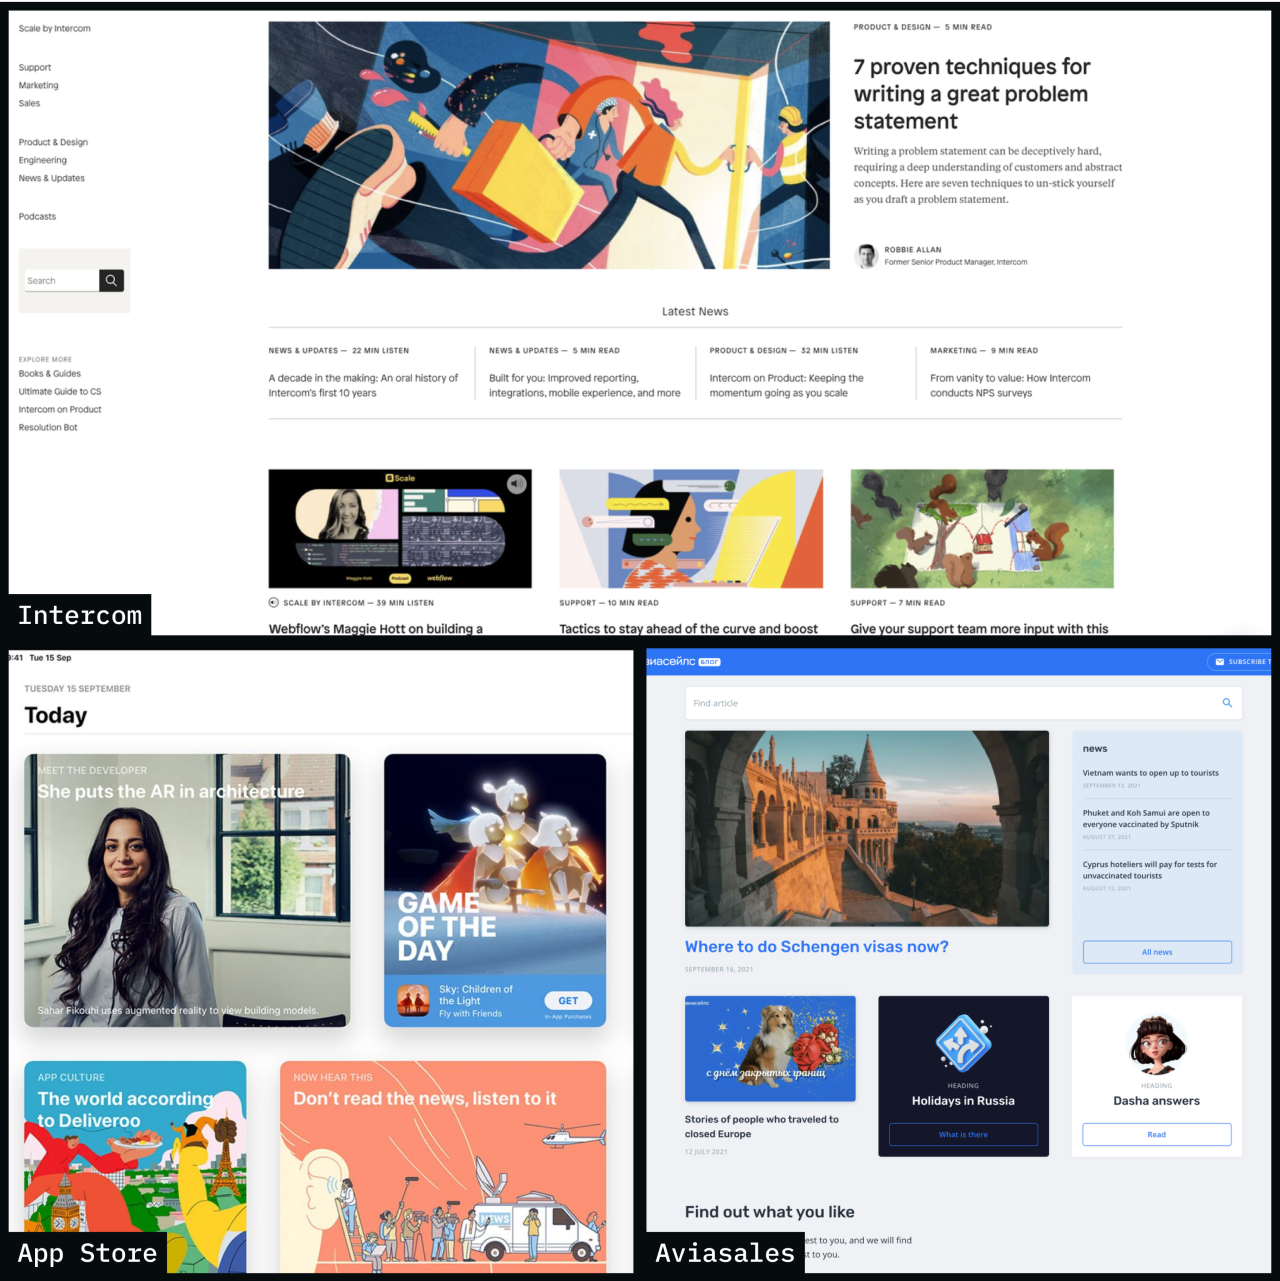 Scale by Intercom
Support
Marketing
Sales
Product & Design
Engineering
News & Updates
Podcasts
Search
EXPLORE MORE
Books & Guides
Ultimate Guide to CS
Intercom on Product
Resolution Bot
PRODUCT & DESIGN — 5 MIN READ
7 proven techniques for
writing a great problem
statement
Writing a problem statement can be deceptively hard,
requiring a deep understanding of customers and abstract
concepts. Here are seven techniques to un-stick yourself
as you draft a problem statement.
ROBBIE ALLAN
Former Senior Product Manager, Intercom
Latest News
NEWS & UPDATES — 22 MIN LISTEN
A decade in the making: An oral history of
Intercom's first 10 years
NEWS & UPDATES — 5 MIN READ
Built for you: Improved reporting,
integrations, mobile experience, and more
PRODUCT & DESIGN — 32 MIN LISTEN
Intercom on Product: Keeping the
momentum going as you scale
MARKETING — 9 MIN READ
From vanity to value: How Intercom
conducts NPS surveys
Scale
Maggie Hott
Podcast
webflow
SCALE BY INTERCOM — 39 MIN LISTEN
Webflow's Maggie Hott on building a
SUPPORT — 10 MIN READ
Tactics to stay ahead of the curve and boost
SUPPORT — 7 MIN READ
Give your support team more input with this
Intercom
9:41 Tue 15 Sep
TUESDAY 15 SEPTEMBER
Today
MEET THE DEVELOPER
She puts the AR in architecture
Sahar Fikouhi uses augmented reality to view building models.
GAME
OF THE
DAY
Sky: Children of
the Light
Fly with Friends
GET
In-App Purchases
APP CULTURE
The world according
to Deliveroo
NOW HEAR THIS
Don't read the news, listen to it
NEWS
App Store
виасейлс БЛОГ
SUBSCRIBE T
Find article
Where to do Schengen visas now?
SEPTEMBER 16, 2021
news
Vietnam wants to open up to tourists
SEPTEMBER 13, 2021
Phuket and Koh Samui are open to
everyone vaccinated by Sputnik
AUGUST 27, 2021
Cyprus hoteliers will pay for tests for
unvaccinated tourists
AUGUST 12, 2021
All news
виасейлс
с днём закрытых границ
Stories of people who traveled to
closed Europe
12 JULY 2021
HEADING
Holidays in Russia
What is there
HEADING
Dasha answers
Read
Find out what you like
est to you, and we will find
st to you.
Aviasales